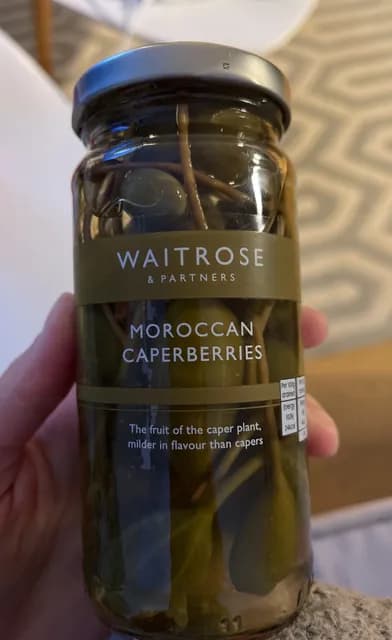 WAITROSE
& PARTNERS
MOROCCAN
CAPERBERRIES
The fruit of the caper plant,
milder in flavour than capers